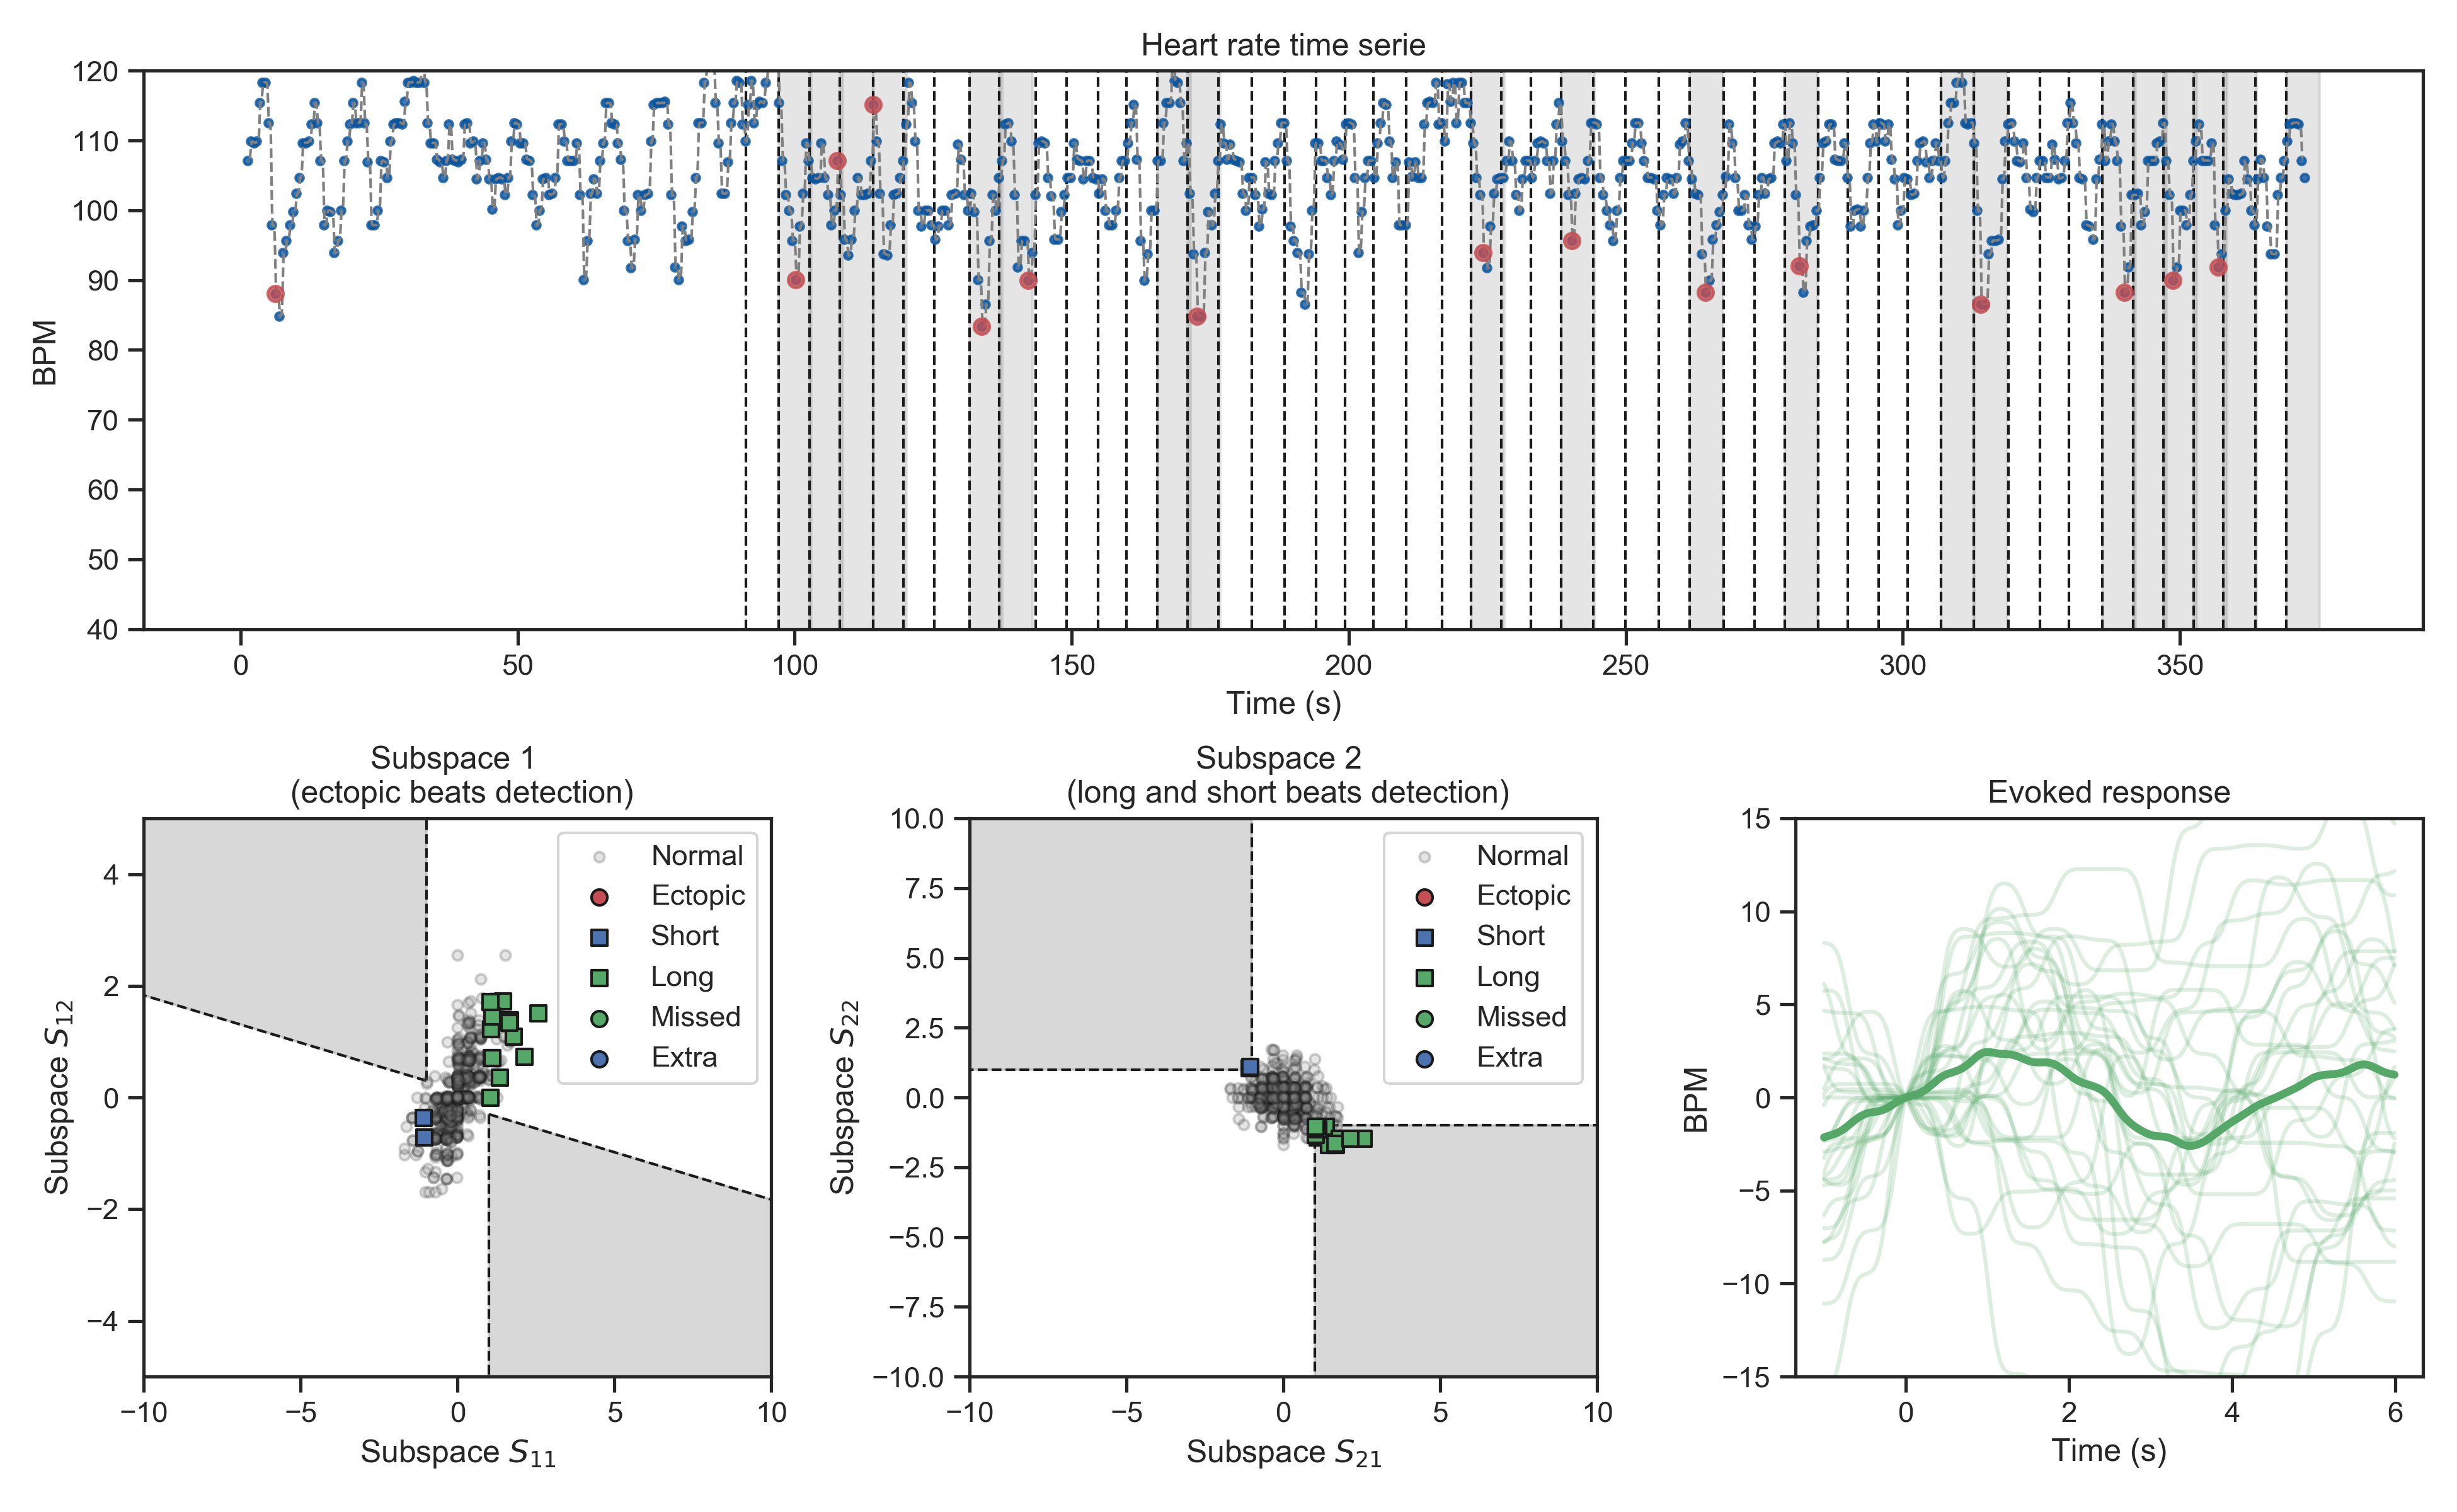 Heart rate time serie
120
110
100
90
80
70
60
50
40
BPM
0 50 100 150 200 250 300 350
Time (s)
Subspace 1
(ectopic beats detection)
4
2
0
−2
−4
Subspace S12
Normal
Ectopic
Short
Long
Missed
Extra
−10 −5 0 5 10
Subspace S11
Subspace 2
(long and short beats detection)
10.0
7.5
5.0
2.5
0.0
−2.5
−5.0
−7.5
−10.0
Subspace S22
Normal
Ectopic
Short
Long
Missed
Extra
−10 −5 0 5 10
Subspace S21
Evoked response
15
10
5
0
−5
−10
−15
BPM
0 2 4 6
Time (s)